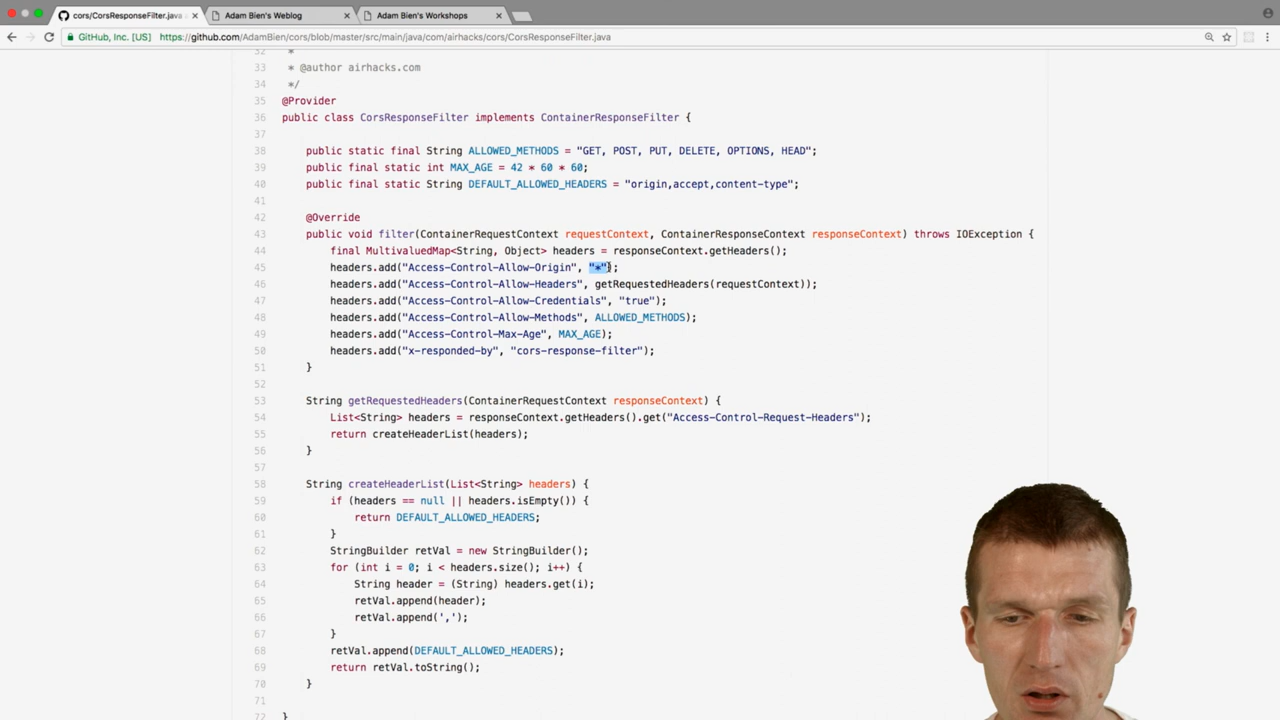 cors/CorsResponseFilter.java
Adam Bien's Weblog
Adam Bien's Workshops
GitHub, Inc. [US] https://github.com/AdamBien/cors/blob/master/src/main/java/com/airhacks/cors/CorsResponseFilter.java
32 *
33 * @author airhacks.com
34 */
35 @Provider
36 public class CorsResponseFilter implements ContainerResponseFilter {
37
38 public static final String ALLOWED_METHODS = "GET, POST, PUT, DELETE, OPTIONS, HEAD";
39 public final static int MAX_AGE = 42 * 60 * 60;
40 public final static String DEFAULT_ALLOWED_HEADERS = "origin,accept,content-type";
41
42 @Override
43 public void filter(ContainerRequestContext requestContext, ContainerResponseContext responseContext) throws IOException {
44 final MultivaluedMap<String, Object> headers = responseContext.getHeaders();
45 headers.add("Access-Control-Allow-Origin", "*");
46 headers.add("Access-Control-Allow-Headers", getRequestedHeaders(requestContext));
47 headers.add("Access-Control-Allow-Credentials", "true");
48 headers.add("Access-Control-Allow-Methods", ALLOWED_METHODS);
49 headers.add("Access-Control-Max-Age", MAX_AGE);
50 headers.add("x-responded-by", "cors-response-filter");
51 }
52
53 String getRequestedHeaders(ContainerRequestContext responseContext) {
54 List<String> headers = responseContext.getHeaders().get("Access-Control-Request-Headers");
55 return createHeaderList(headers);
56 }
57
58 String createHeaderList(List<String> headers) {
59 if (headers == null || headers.isEmpty()) {
60 return DEFAULT_ALLOWED_HEADERS;
61 }
62 StringBuilder retVal = new StringBuilder();
63 for (int i = 0; i < headers.size(); i++) {
64 String header = (String) headers.get(i);
65 retVal.append(header);
66 retVal.append(',');
67 }
68 retVal.append(DEFAULT_ALLOWED_HEADERS);
69 return retVal.toString();
70 }
71
72 }